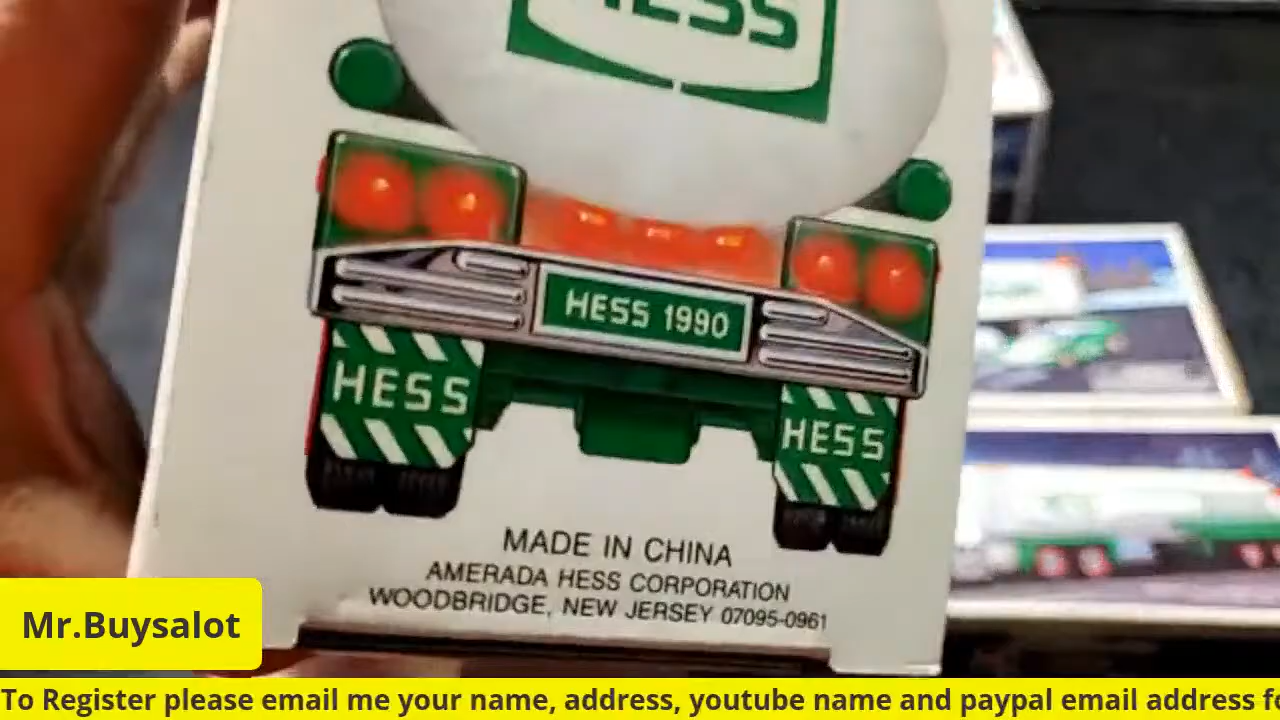 HESS
HESS 1990
HESS
HESS
MADE IN CHINA
AMERADA HESS CORPORATION
WOODBRIDGE, NEW JERSEY 07095-0961
Mr.Buysalot
To Register please email me your name, address, youtube name and paypal email address fo